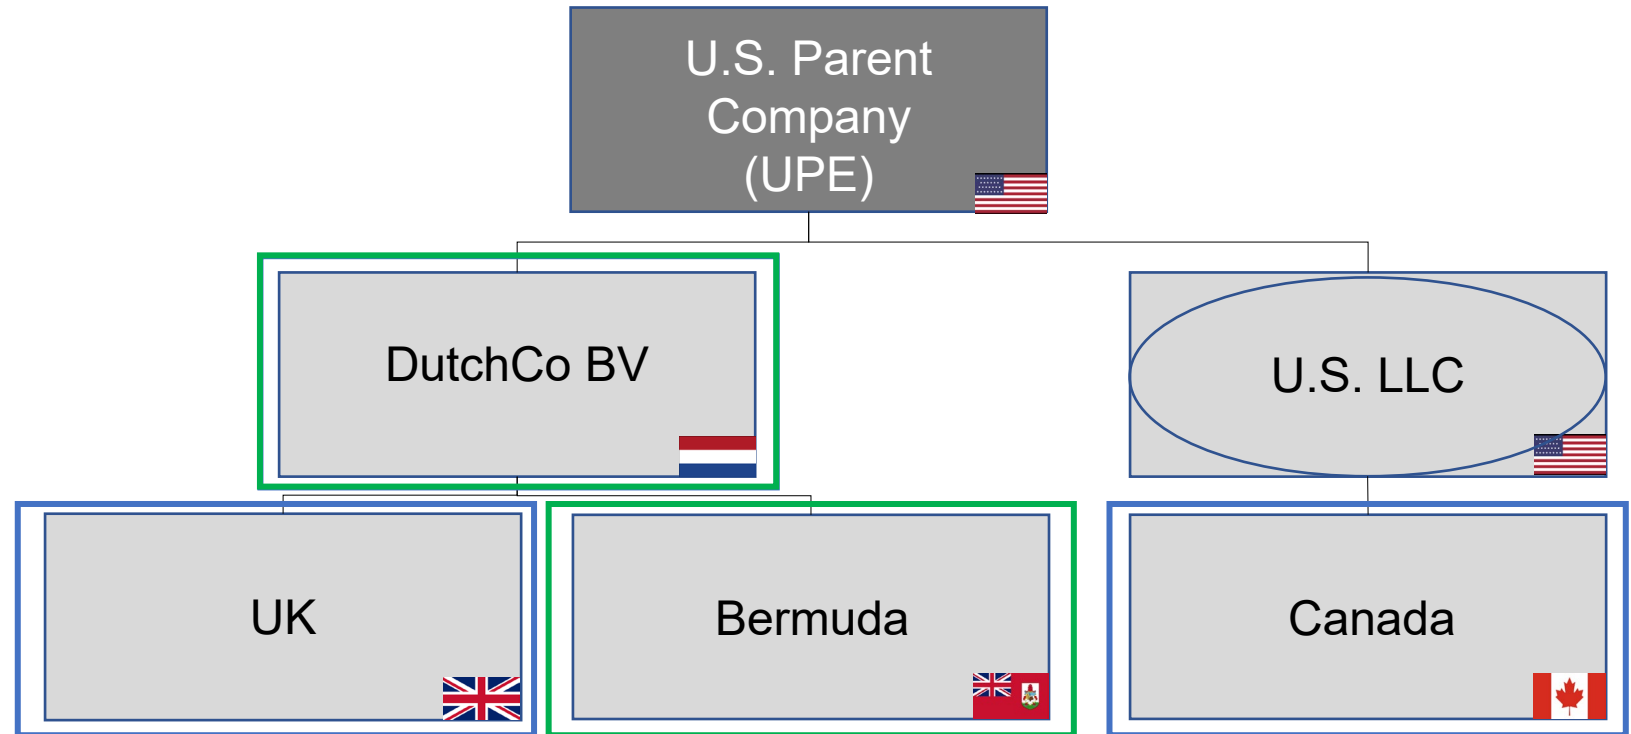 U.S. Parent
Company
(UPE)
DutchCo BV
U.S. LLC
UK
Bermuda
Canada